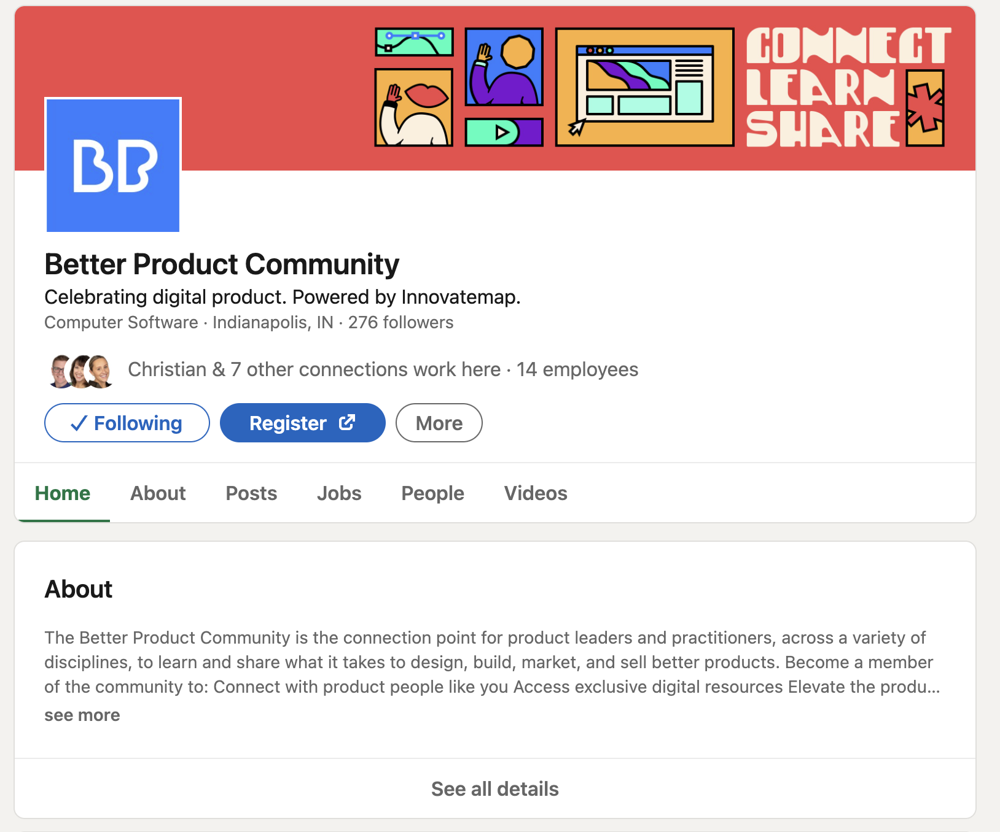 CONNECT
LEARN
SHARE
BP
Better Product Community
Celebrating digital product. Powered by Innovatemap.
Computer Software · Indianapolis, IN · 276 followers
Christian & 7 other connections work here · 14 employees
Following Register More
Home About Posts Jobs People Videos
About
The Better Product Community is the connection point for product leaders and practitioners, across a variety of
disciplines, to learn and share what it takes to design, build, market, and sell better products. Become a member
of the community to: Connect with product people like you Access exclusive digital resources Elevate the produ...
see more
See all details